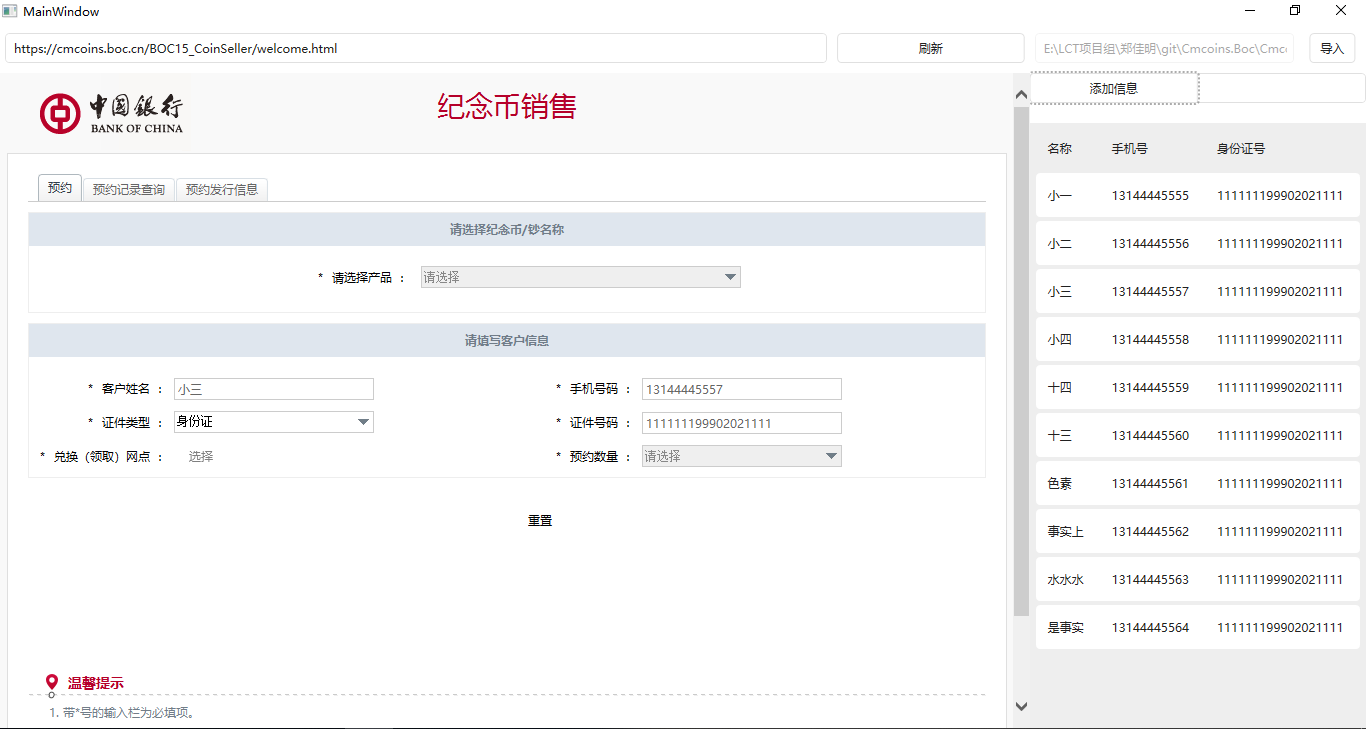 MainWindow
https://cmcoins.boc.cn/BOC15_CoinSeller/welcome.html 刷新 E:\LCT项目组\郑佳明\git\Cmcoins.Boc\Cmc 导入
中国銀行 BANK OF CHINA
纪念币销售
添加信息
预约 预约记录查询 预约发行信息
请选择纪念币/钞名称
* 请选择产品 : 请选择
请填写客户信息
* 客户姓名 : 小三 * 手机号码 : 13144445557
* 证件类型 : 身份证 * 证件号码 : 111111199902021111
* 兑换（领取）网点 : 选择 * 预约数量 : 请选择
重置
温馨提示
1. 带*号的输入栏为必填项。
名称 手机号 身份证号
小一 13144445555 111111199902021111
小二 13144445556 111111199902021111
小三 13144445557 111111199902021111
小四 13144445558 111111199902021111
十四 13144445559 111111199902021111
十三 13144445560 111111199902021111
色素 13144445561 111111199902021111
事实上 13144445562 111111199902021111
水水水 13144445563 111111199902021111
是事实 13144445564 111111199902021111